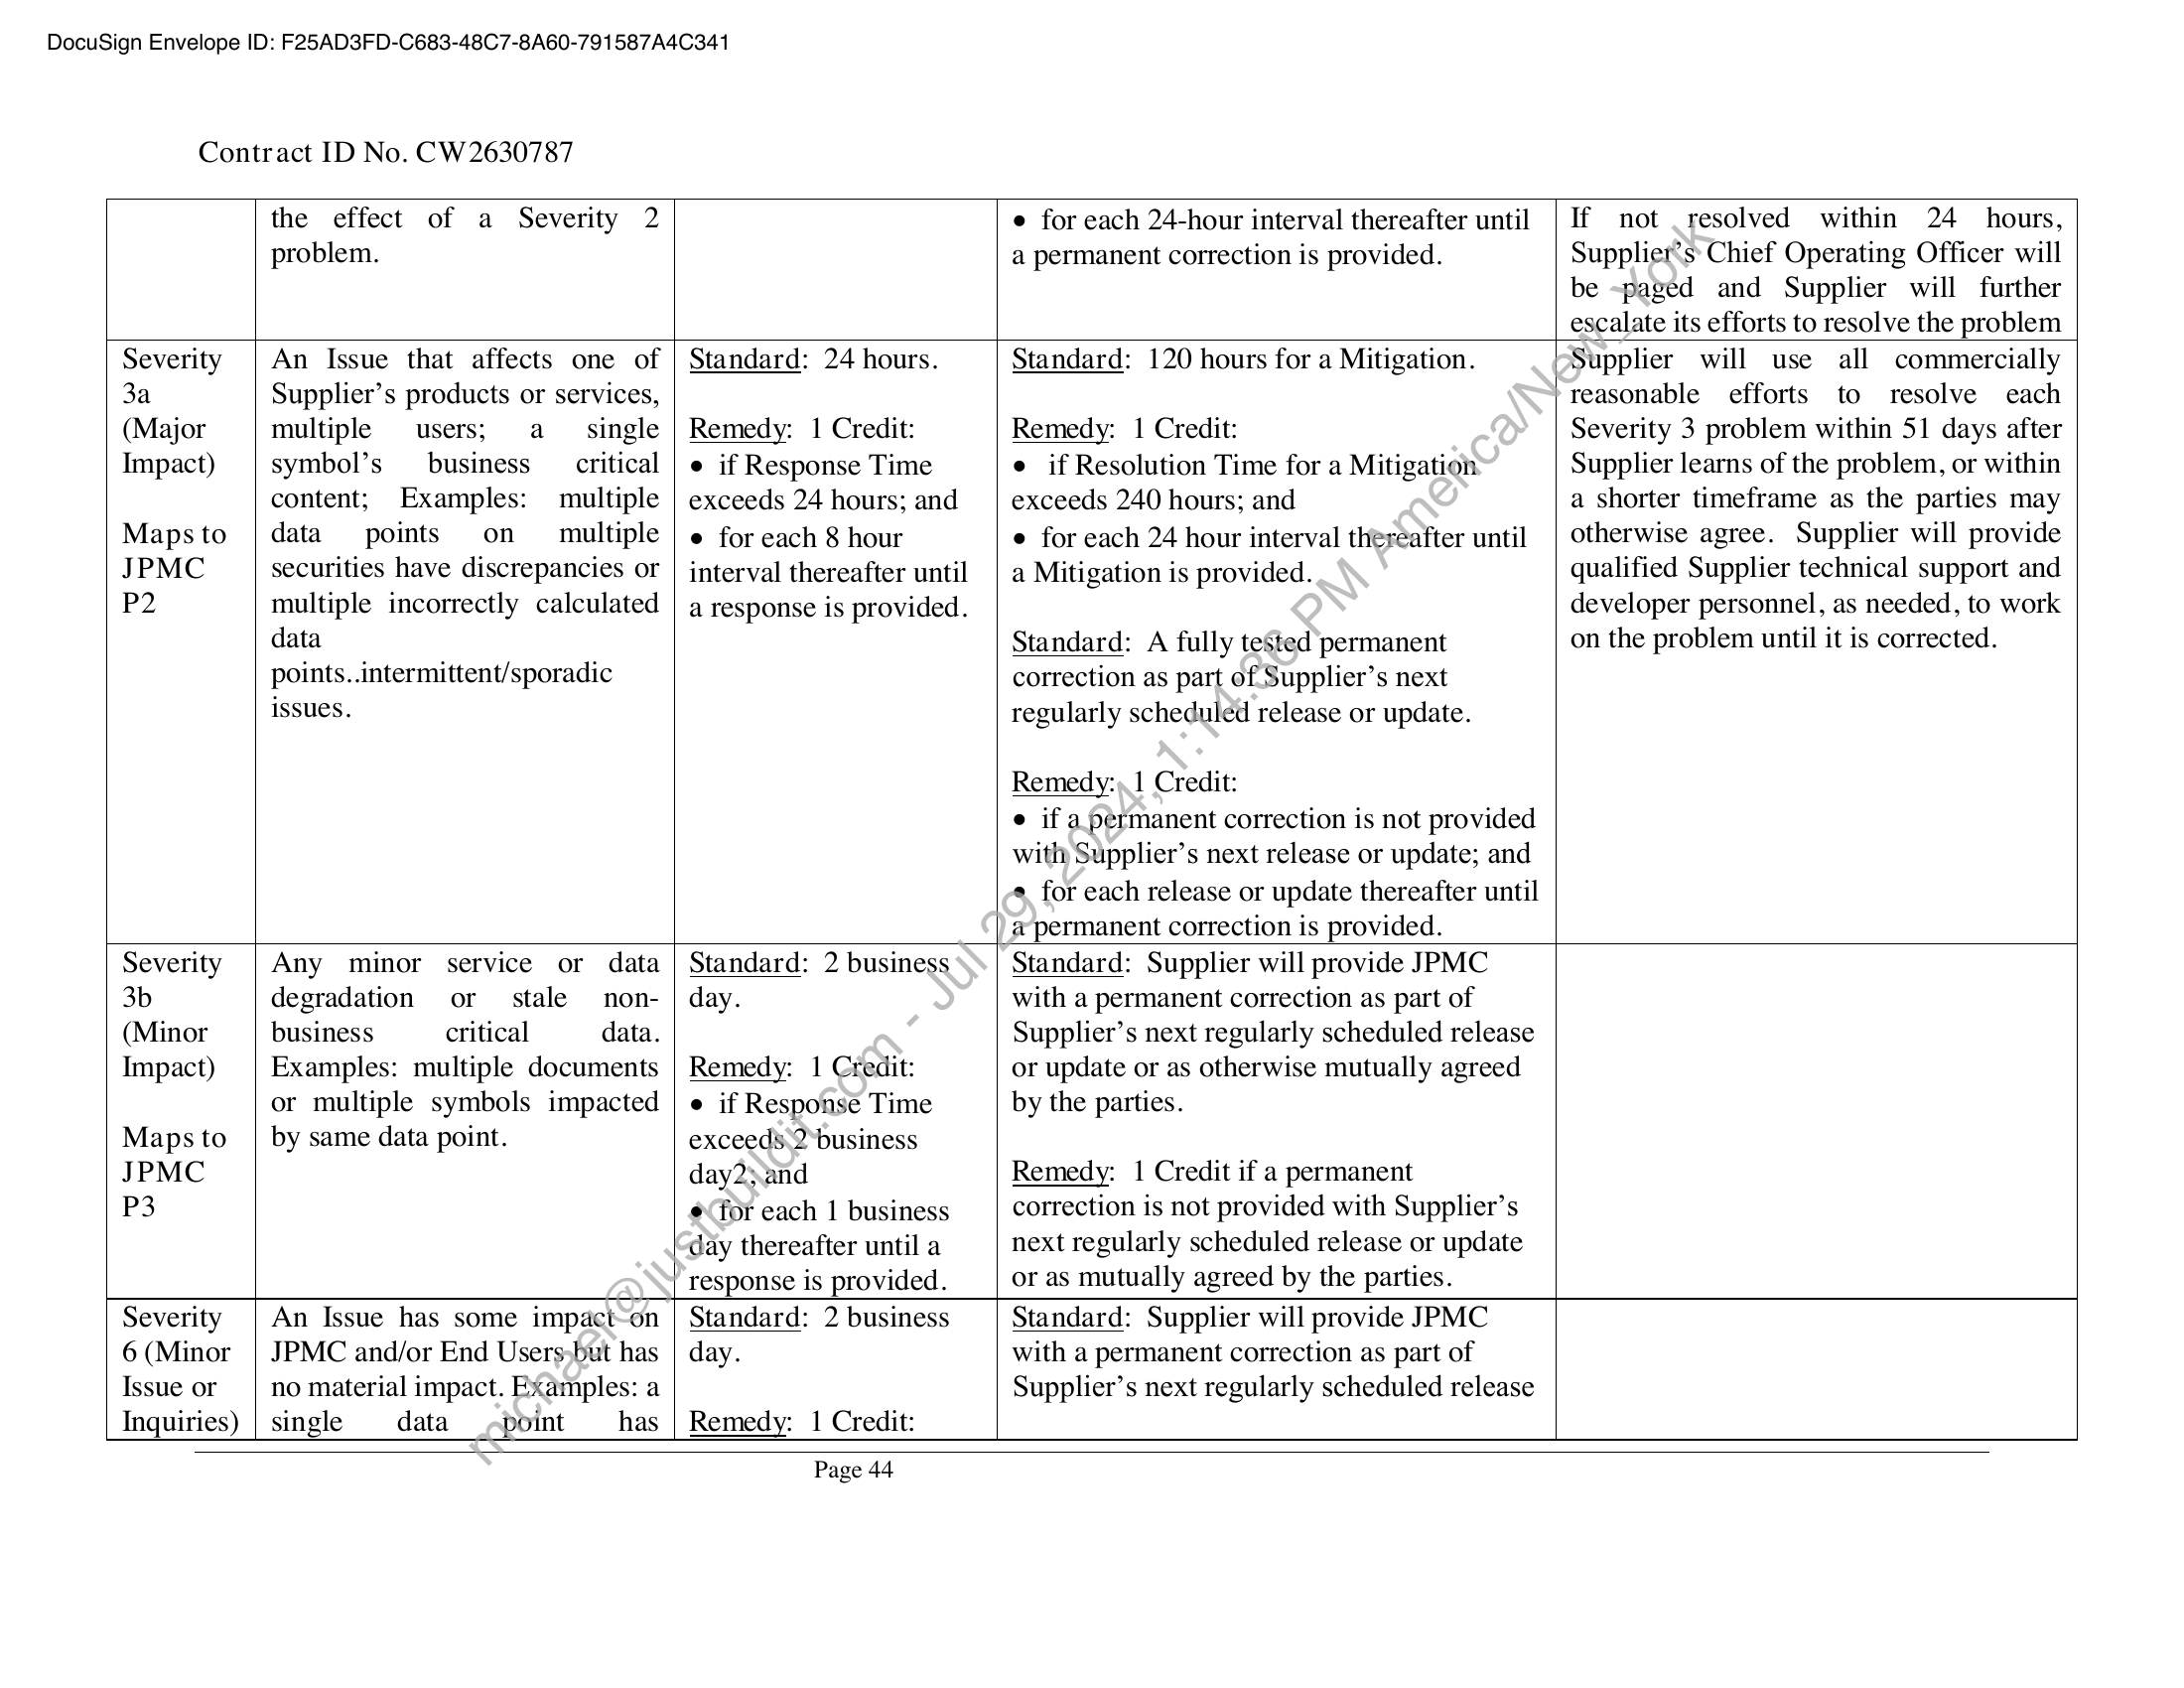 DocuSign Envelope ID: F25AD3FD-C683-48C7-8A60-791587A4C341
Contract ID No. CW2630787
the effect of a Severity 2
problem.
• for each 24-hour interval thereafter until
a permanent correction is provided.
If not resolved within 24 hours,
Supplier's Chief Operating Officer will
be paged and Supplier will further
escalate its efforts to resolve the problem
Severity
3a
(Major
Impact)
Maps to
JPMC
P2
An Issue that affects one of
Supplier's products or services,
multiple users; a single
symbol's business critical
content; Examples: multiple
data points on multiple
securities have discrepancies or
multiple incorrectly calculated
data
points..intermittent/sporadic
issues.
Standard: 24 hours.
Remedy: 1 Credit:
• if Response Time
exceeds 24 hours; and
• for each 8 hour
interval thereafter until
a response is provided.
Standard: 120 hours for a Mitigation.
Remedy: 1 Credit:
• if Resolution Time for a Mitigation
exceeds 240 hours; and
• for each 24 hour interval thereafter until
a Mitigation is provided.
Standard: A fully tested permanent
correction as part of Supplier's next
regularly scheduled release or update.
Remedy: 1 Credit:
• if a permanent correction is not provided
with Supplier's next release or update; and
• for each release or update thereafter until
a permanent correction is provided.
Supplier will use all commercially
reasonable efforts to resolve each
Severity 3 problem within 51 days after
Supplier learns of the problem, or within
a shorter timeframe as the parties may
otherwise agree. Supplier will provide
qualified Supplier technical support and
developer personnel, as needed, to work
on the problem until it is corrected.
Severity
3b
(Minor
Impact)
Maps to
JPMC
P3
Any minor service or data
degradation or stale non-
business critical data.
Examples: multiple documents
or multiple symbols impacted
by same data point.
Standard: 2 business
day.
Remedy: 1 Credit:
• if Response Time
exceeds 2 business
day2; and
• for each 1 business
day thereafter until a
response is provided.
Standard: Supplier will provide JPMC
with a permanent correction as part of
Supplier's next regularly scheduled release
or update or as otherwise mutually agreed
by the parties.
Remedy: 1 Credit if a permanent
correction is not provided with Supplier's
next regularly scheduled release or update
or as mutually agreed by the parties.
Severity
6 (Minor
Issue or
Inquiries)
An Issue has some impact on
JPMC and/or End Users but has
no material impact. Examples: a
single data point has
Standard: 2 business
day.
Remedy: 1 Credit:
Standard: Supplier will provide JPMC
with a permanent correction as part of
Supplier's next regularly scheduled release
Page 44
michael@justbuildit.com - Jul 29, 2024, 1:14:36 PM America/New_York